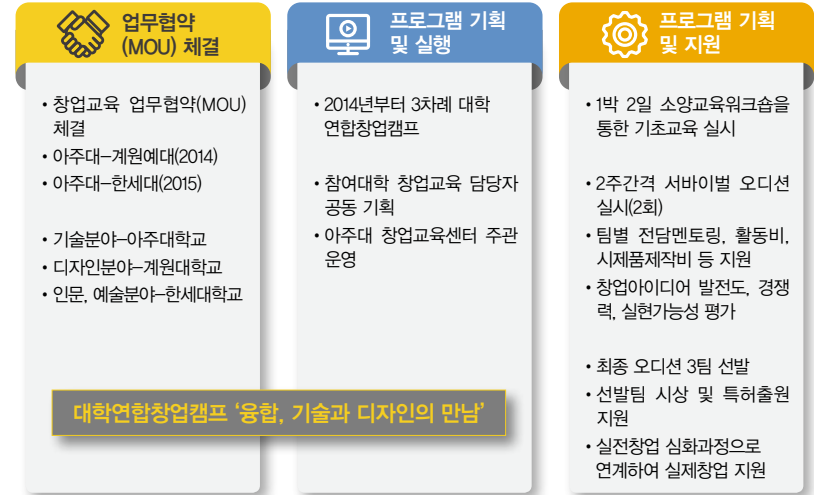 업무협약
(MOU) 체결
• 창업교육 업무협약(MOU)
체결
• 아주대–계원예대(2014)
• 아주대–한세대(2015)
• 기술분야–아주대학교
• 디자인분야–계원대학교
• 인문, 예술분야–한세대학교
프로그램 기획
및 실행
• 2014년부터 3차례 대학
연합창업캠프
• 참여대학 창업교육 담당자
공동 기획
• 아주대 창업교육센터 주관
운영
프로그램 기획
및 지원
• 1박 2일 소양교육워크숍을
통한 기초교육 실시
• 2주간격 서바이벌 오디션
실시(2회)
• 팀별 전담멘토링, 활동비,
시제품제작비 등 지원
• 창업아이디어 발전도, 경쟁
력, 실현가능성 평가
• 최종 오디션 3팀 선발
• 선발팀 시상 및 특허출원
지원
• 실전창업 심화과정으로
연계하여 실제창업 지원
대학연합창업캠프 ‘융합, 기술과 디자인의 만남’